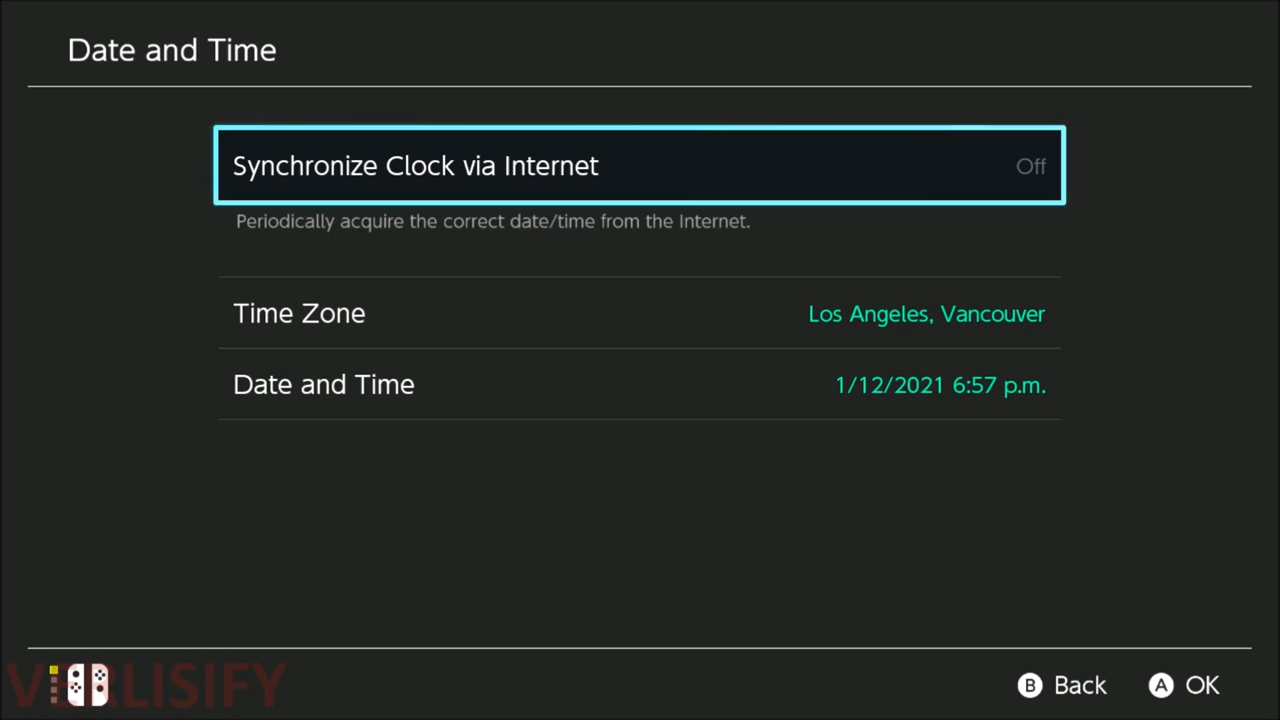 Date and Time
Synchronize Clock via Internet Off
Periodically acquire the correct date/time from the Internet.
Time Zone Los Angeles, Vancouver
Date and Time 1/12/2021 6:57 p.m.
VERLISIFY
B Back A OK